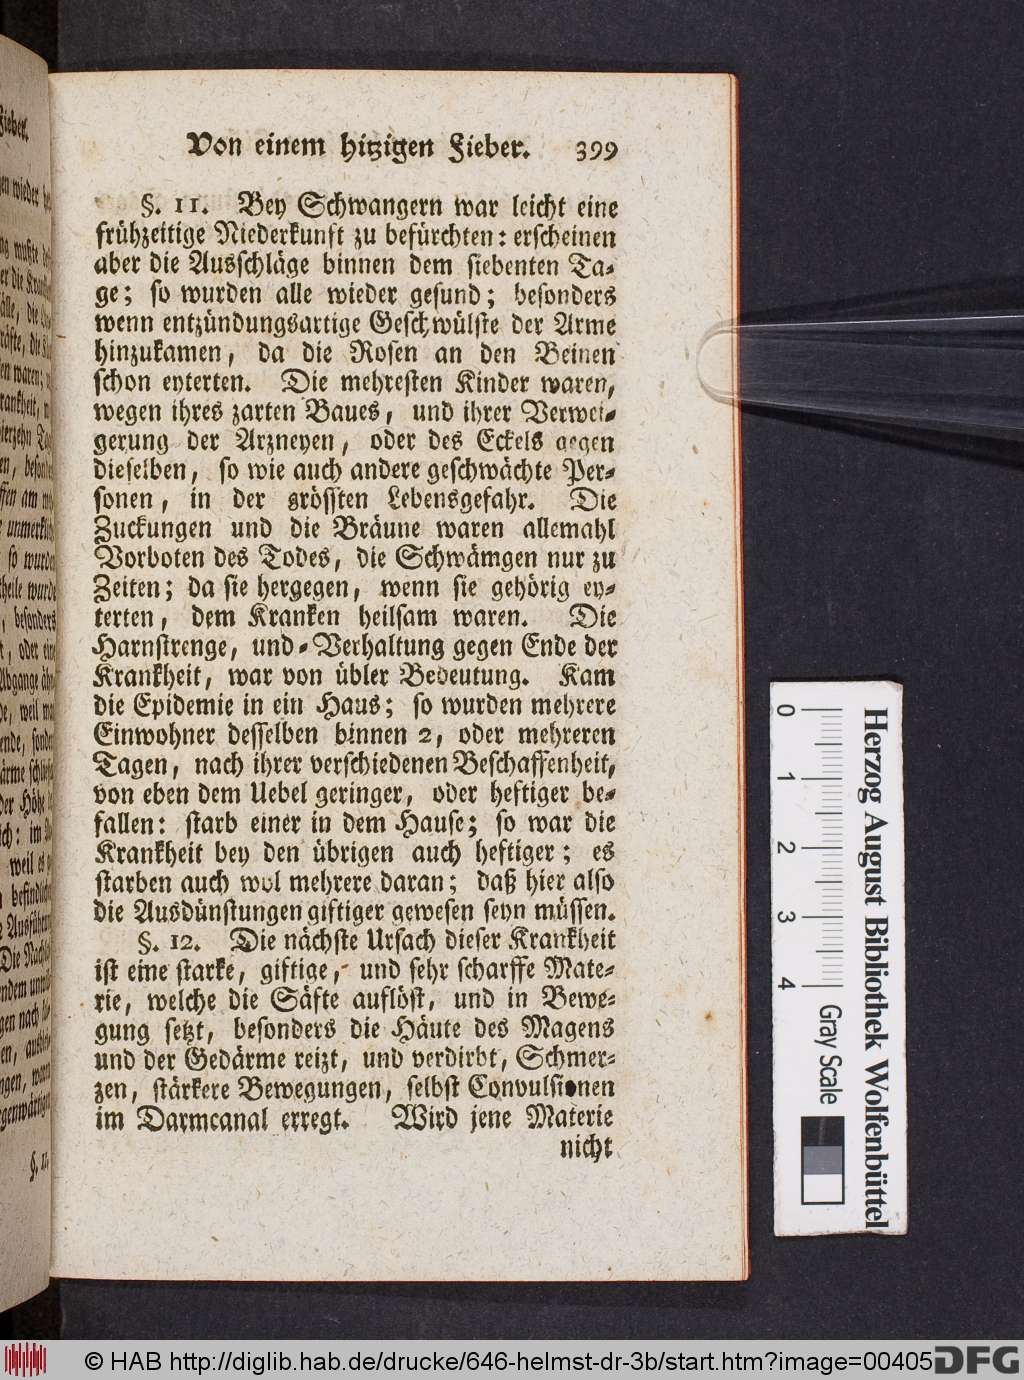 Von einem hitzigen Fieber. 399
§. 11. Bey Schwangern war leicht eine
frühzeitige Niederkunft zu befürchten: erscheinen
aber die Ausschläge binnen dem siebenten Ta-
ge; so wurden alle wieder gesund; besonders
wenn entzündungsartige Geschwülste der Arme
hinzukamen, da die Rosen an den Beinen
schon eyterten. Die mehresten Kinder waren,
wegen ihres zarten Baues, und ihrer Verwei-
gerung der Arzneyen, oder des Eckels gegen
dieselben, so wie auch andere geschwächte Per-
sonen, in der grössten Lebensgefahr. Die
Zuckungen und die Bräune waren allemahl
Vorboten des Todes, die Schwämgen nur zu
Zeiten; da sie hergegen, wenn sie gehörig ey-
terten, dem Kranken heilsam waren. Die
Harnstrenge, und-Verhaltung gegen Ende der
Krankheit, war von übler Bedeutung. Kam
die Epidemie in ein Haus; so wurden mehrere
Einwohner desselben binnen 2, oder mehreren
Tagen, nach ihrer verschiedenen Beschaffenheit,
von eben dem Uebel geringer, oder heftiger be-
fallen: starb einer in dem Hause; so war die
Krankheit bey den übrigen auch heftiger; es
starben auch wol mehrere daran; daß hier also
die Ausdünstungen giftiger gewesen seyn müssen.
§. 12. Die nächste Ursach dieser Krankheit
ist eine starke, giftige, und sehr scharffe Mate-
rie, welche die Säfte auflöst, und in Bewe-
gung setzt, besonders die Häute des Magens
und der Gedärme reizt, und verdirbt, Schmer-
zen, stärkere Bewegungen, selbst Convulsionen
im Darmcanal erregt. Wird jene Materie
nicht
0 1 2 3 4
Gray Scale
Herzog August Bibliothek Wolfenbüttel
© HAB http://diglib.hab.de/drucke/646-helmst-dr-3b/start.htm?image=00405
DFG